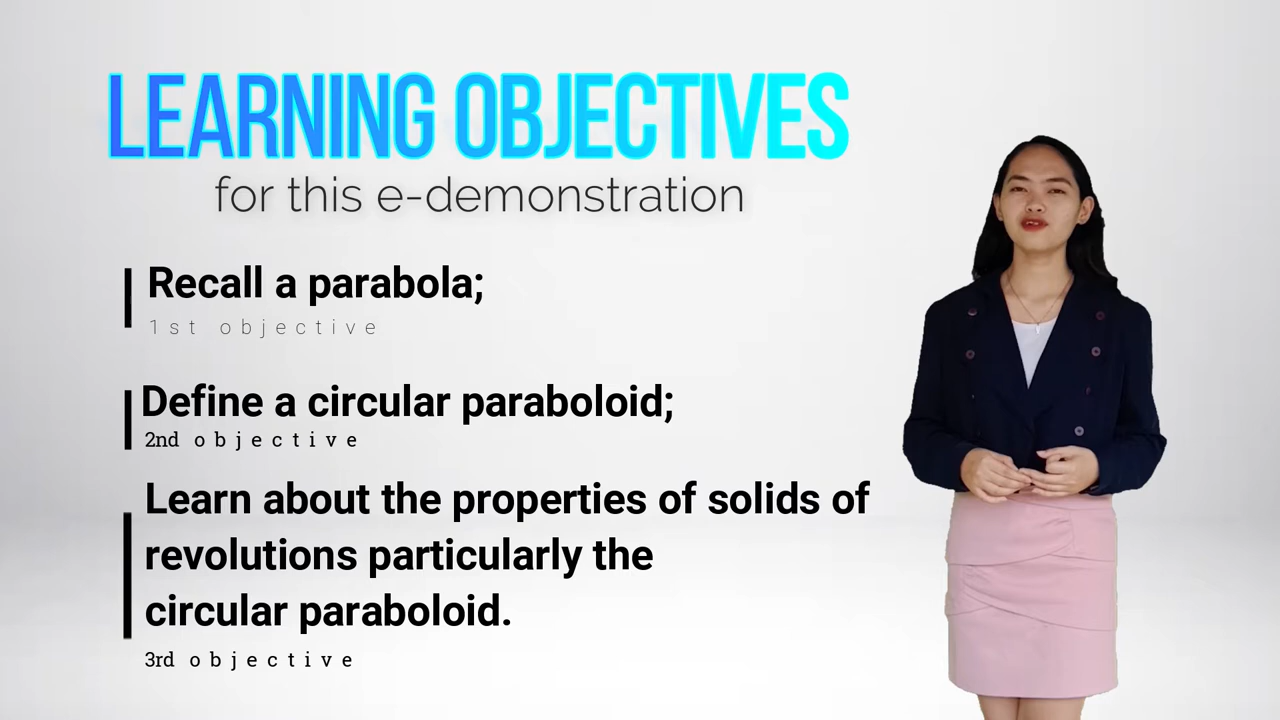 LEARNING OBJECTIVES
for this e-demonstration
Recall a parabola;
1st objective
Define a circular paraboloid;
2nd objective
Learn about the properties of solids of
revolutions particularly the
circular paraboloid.
3rd objective